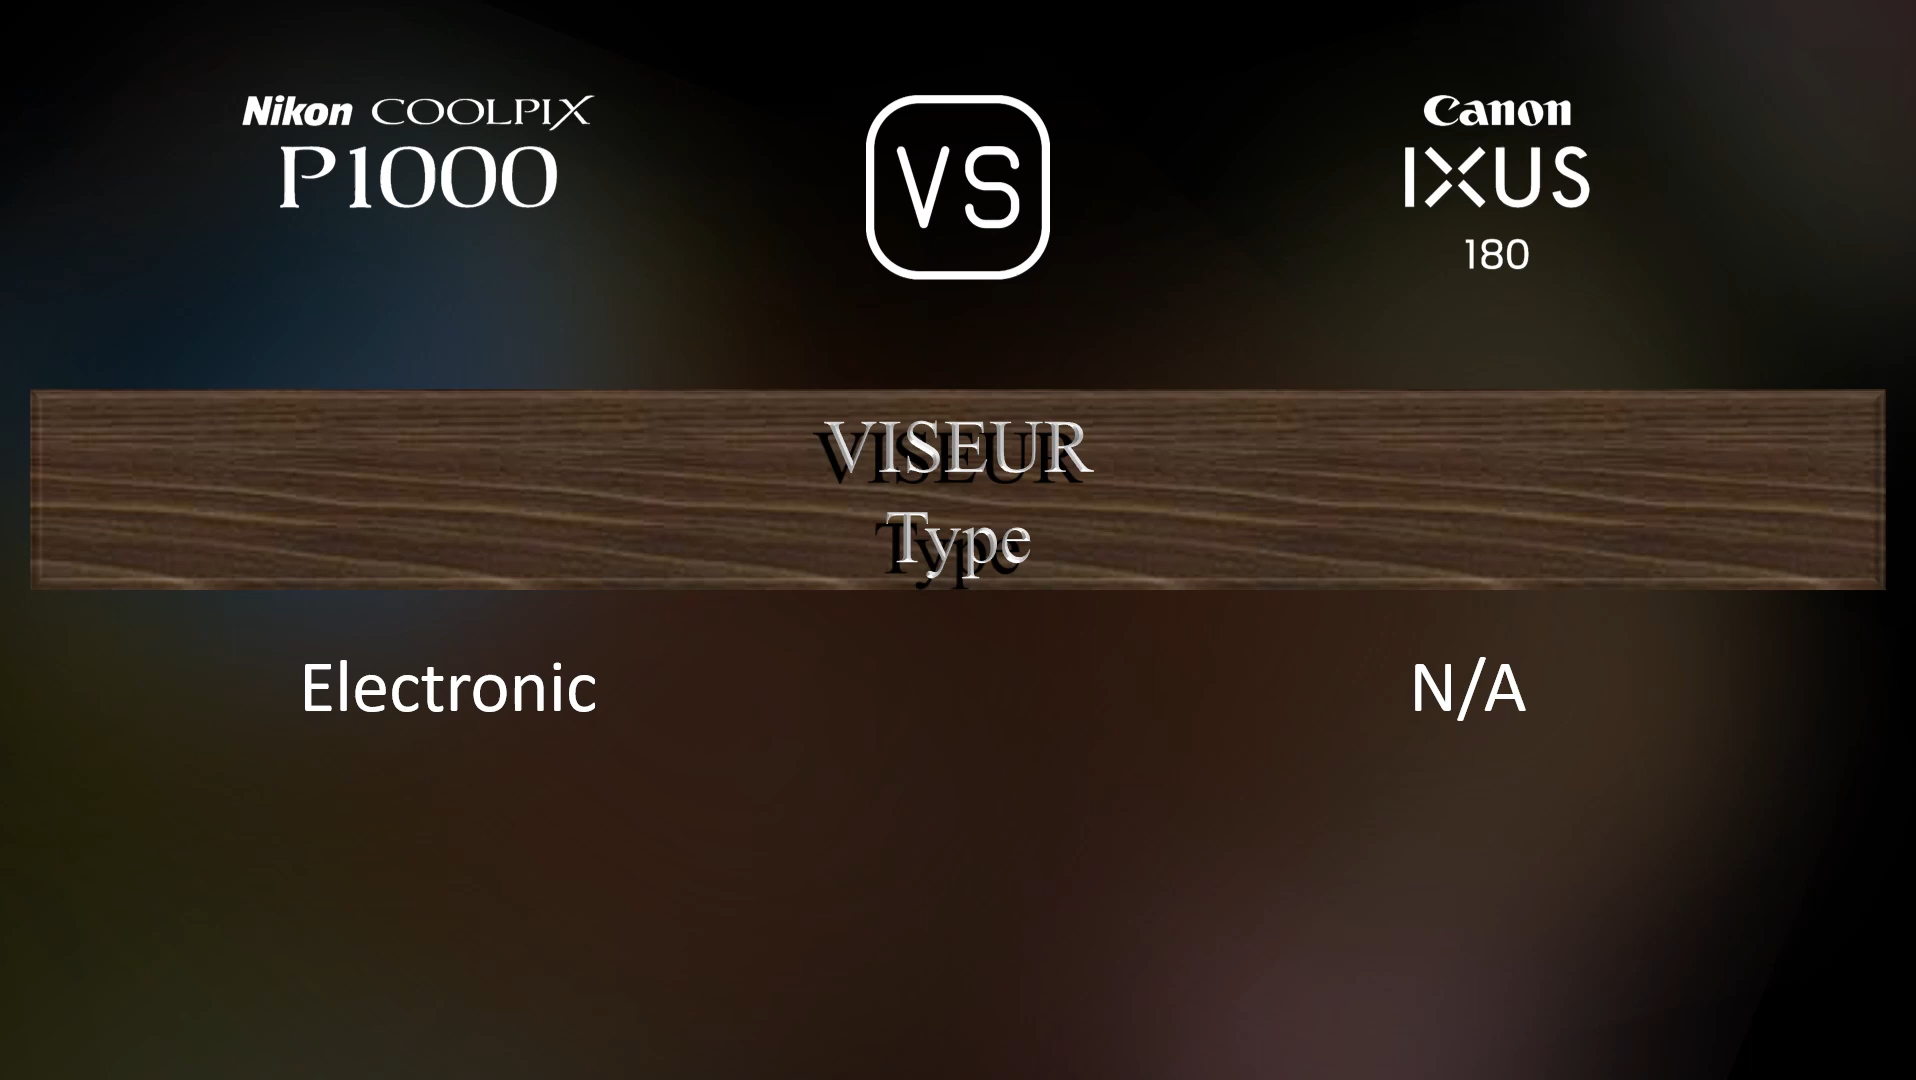 Nikon COOLPIX
P1000
VS
Canon
IXUS
180
VISEUR
Type
Electronic
N/A